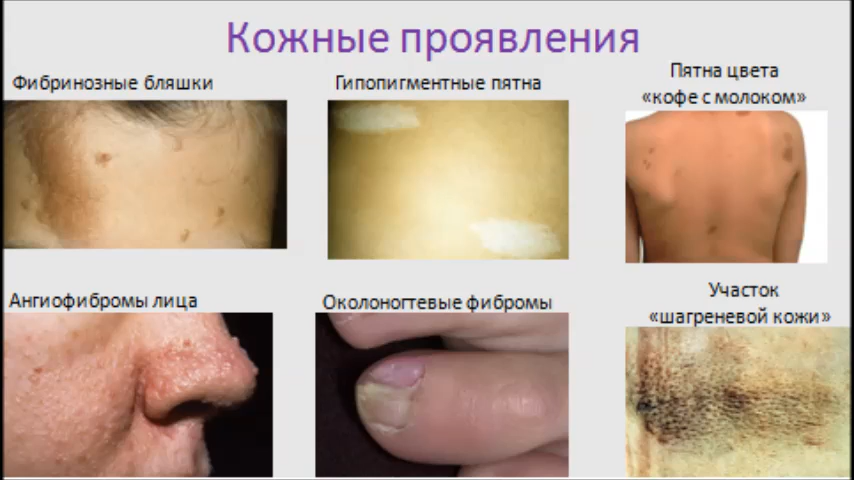 Кожные проявления
Фибринозные бляшки
Гипопигментные пятна
Пятна цвета
«кофе с молоком»
Ангиофибромы лица
Околоногтевые фибромы
Участок
«шагреневой кожи»